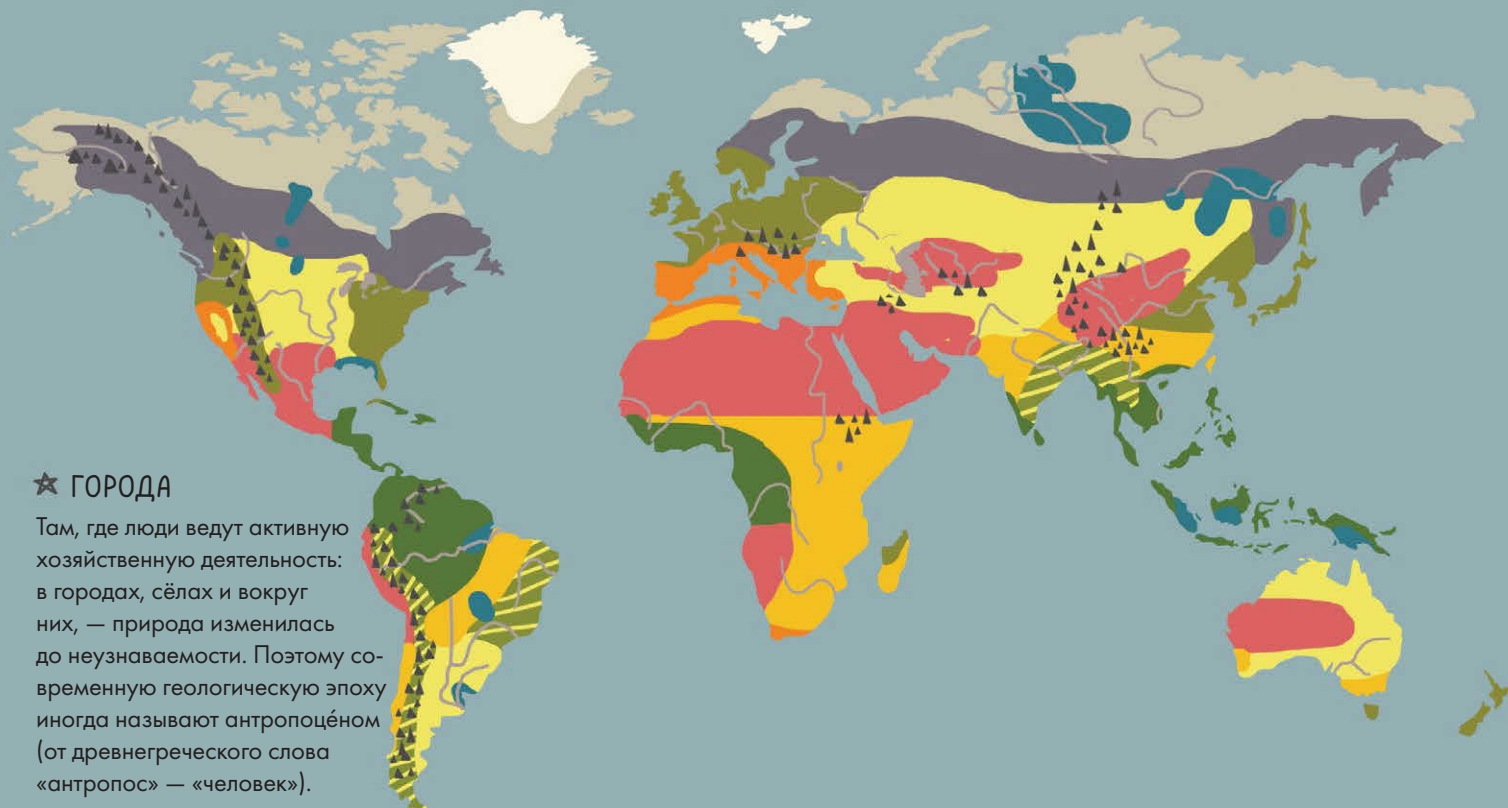 ГОРОДА
Там, где люди ведут активную
хозяйственную деятельность:
в городах, сёлах и вокруг
них, — природа изменилась
до неузнаваемости. Поэтому со-
временную геологическую эпоху
иногда называют антропоце́ном
(от древнегреческого слова
«антропос» — «человек»).